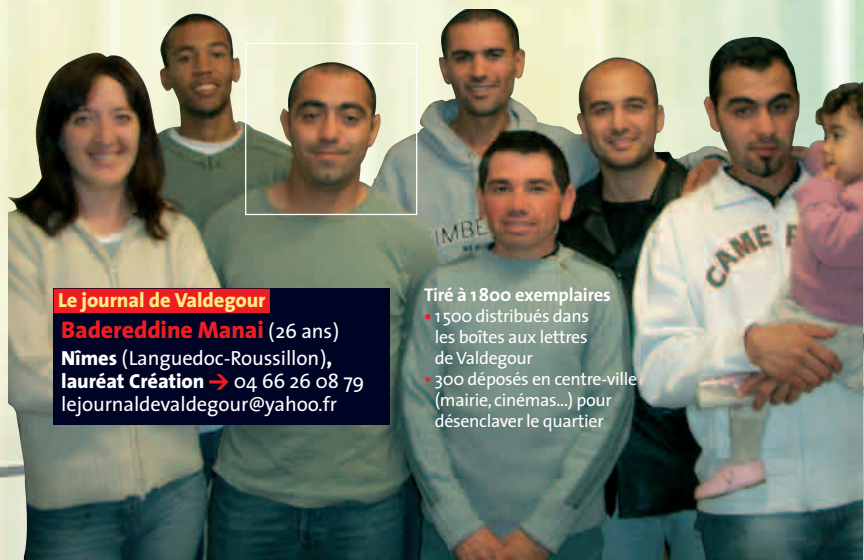 IMBE
CAME
Le journal de Valdegour
Badereddine Manai (26 ans)
Nîmes (Languedoc-Roussillon),
lauréat Création → 04 66 26 08 79
lejournaldevaldegour@yahoo.fr
Tiré à 1800 exemplaires
• 1500 distribués dans
les boîtes aux lettres
de Valdegour
• 300 déposés en centre-ville
(mairie, cinémas...) pour
désenclaver le quartier